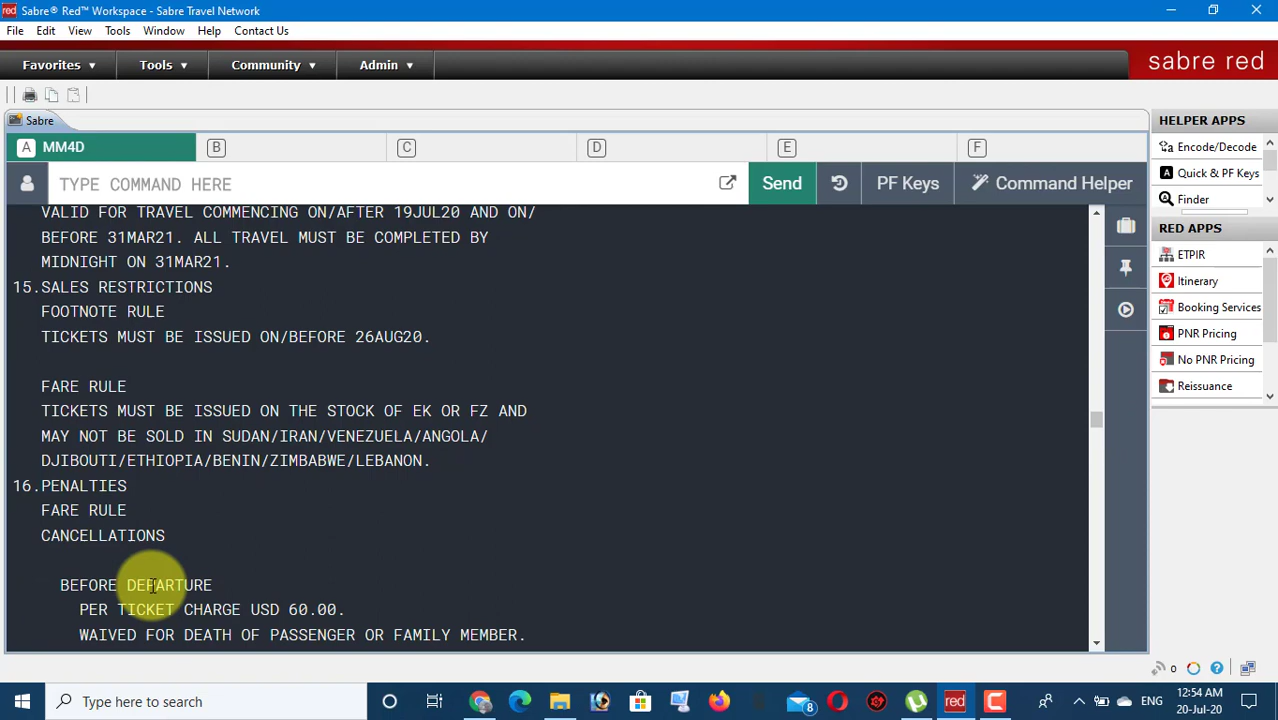 red Sabre® Red™ Workspace - Sabre Travel Network
File Edit View Tools Window Help Contact Us
Favorites Tools Community Admin
sabre red
Sabre
HELPER APPS
A MM4D B C D E F
Encode/Decode
TYPE COMMAND HERE Send PF Keys Command Helper
A Quick & PF Keys
Finder
VALID FOR TRAVEL COMMENCING ON/AFTER 19JUL20 AND ON/
BEFORE 31MAR21. ALL TRAVEL MUST BE COMPLETED BY
MIDNIGHT ON 31MAR21.
15.SALES RESTRICTIONS
FOOTNOTE RULE
TICKETS MUST BE ISSUED ON/BEFORE 26AUG20.
FARE RULE
TICKETS MUST BE ISSUED ON THE STOCK OF EK OR FZ AND
MAY NOT BE SOLD IN SUDAN/IRAN/VENEZUELA/ANGOLA/
DJIBOUTI/ETHIOPIA/BENIN/ZIMBABWE/LEBANON.
16.PENALTIES
FARE RULE
CANCELLATIONS
BEFORE DEPARTURE
PER TICKET CHARGE USD 60.00.
WAIVED FOR DEATH OF PASSENGER OR FAMILY MEMBER.
RED APPS
ETPIR
Itinerary
Booking Services
PNR Pricing
No PNR Pricing
Reissuance
0
Type here to search
8
red
ENG
12:54 AM
20-Jul-20